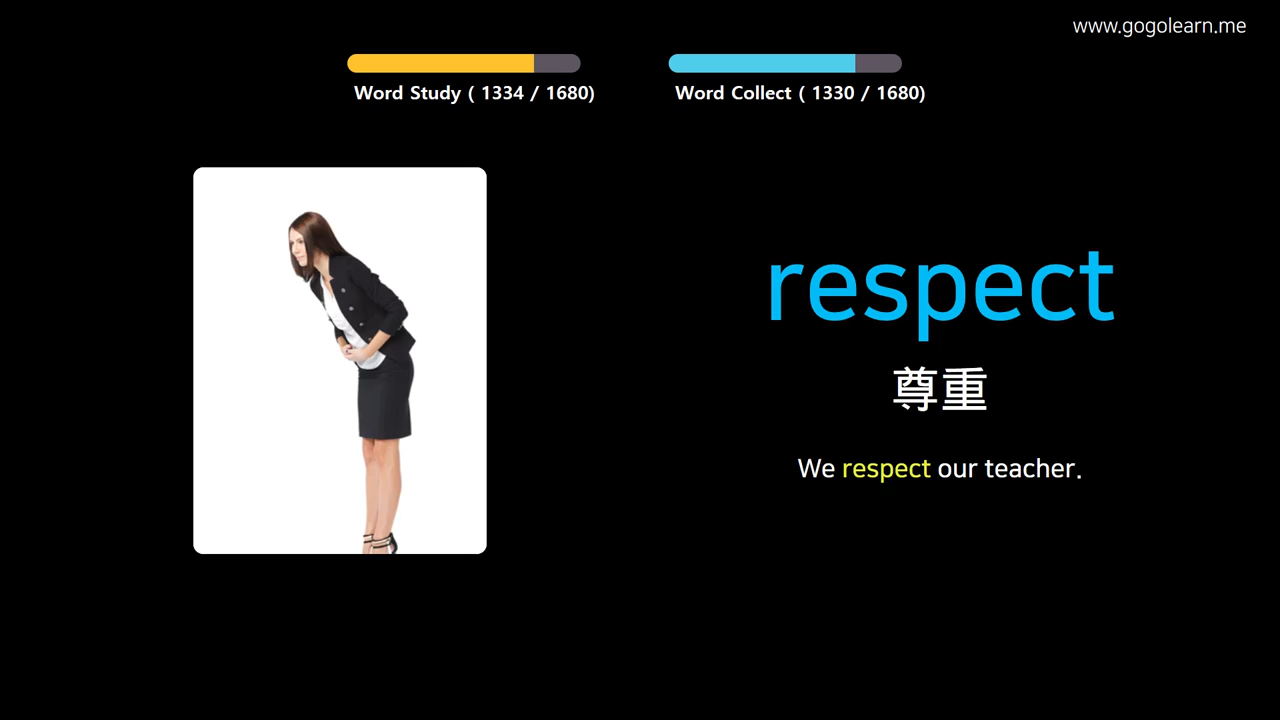 www.gogolearn.me
Word Study ( 1334 / 1680)
Word Collect ( 1330 / 1680)
respect
尊重
We respect our teacher.